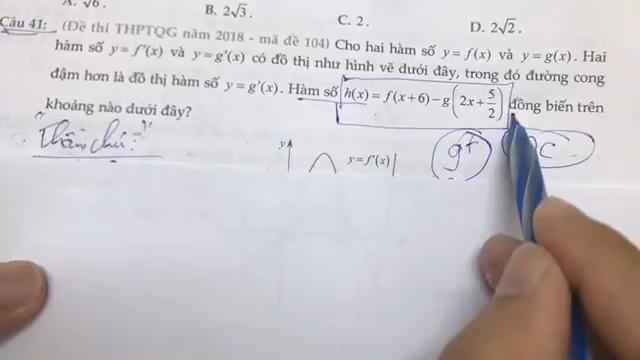 A. √6. B. 2√3. C. 2. D. 2√2.
Câu 41: (Đề thi THPTQG năm 2018 - mã đề 104) Cho hai hàm số y = f(x) và y = g(x). Hai
hàm số y = f'(x) và y = g'(x) có đồ thị như hình vẽ dưới đây, trong đó đường cong
đậm hơn là đồ thị hàm số y = g'(x). Hàm số h(x) = f(x+6) − g(2x + 5/2) đồng biến trên
khoảng nào dưới đây?
"Thần chú:"
y y = f'(x)